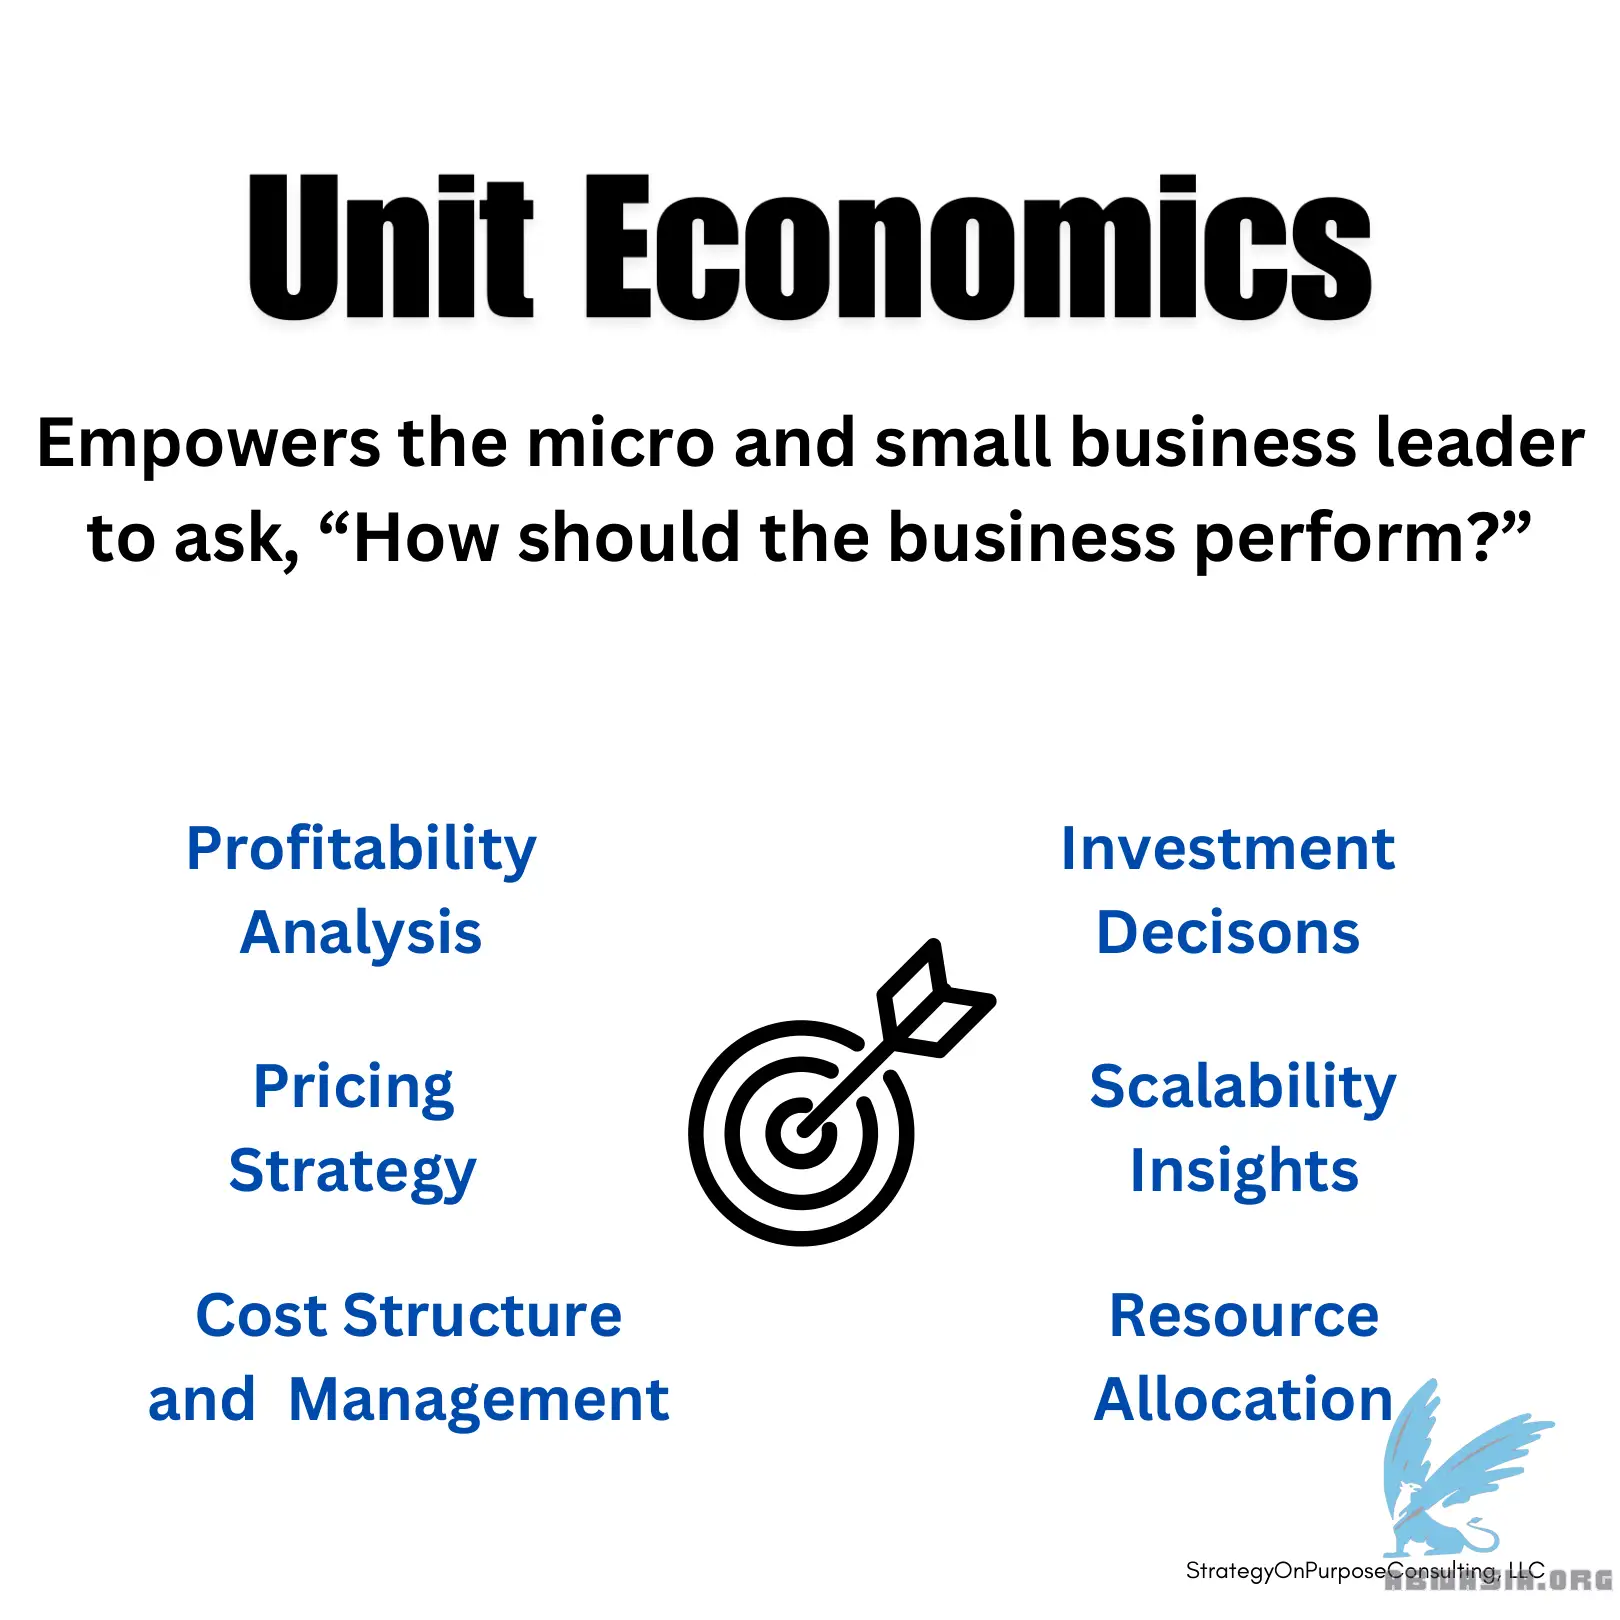 Unit Economics
Empowers the micro and small business leader
to ask, “How should the business perform?”
Profitability
Analysis
Investment
Decisons
Pricing
Strategy
Scalability
Insights
Cost Structure
and  Management
Resource
Allocation
StrategyOnPurposeConsulting, LLC
ABWASIA.ORG